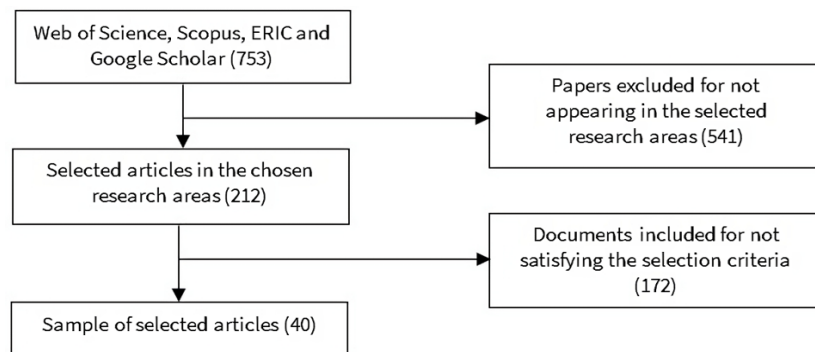 Web of Science, Scopus, ERIC and
Google Scholar (753)
Papers excluded for not
appearing in the selected
research areas (541)
Selected articles in the chosen
research areas (212)
Documents included for not
satisfying the selection criteria
(172)
Sample of selected articles (40)